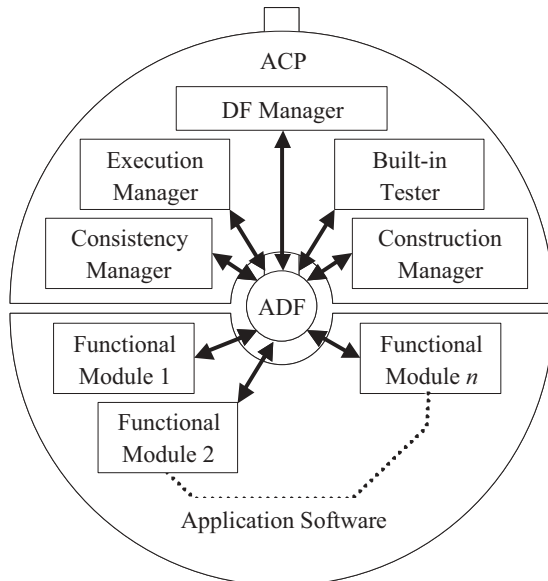 ACP
DF Manager
Execution
Manager
Built-in
Tester
Consistency
Manager
Construction
Manager
ADF
Functional
Module 1
Functional
Module n
Functional
Module 2
Application Software